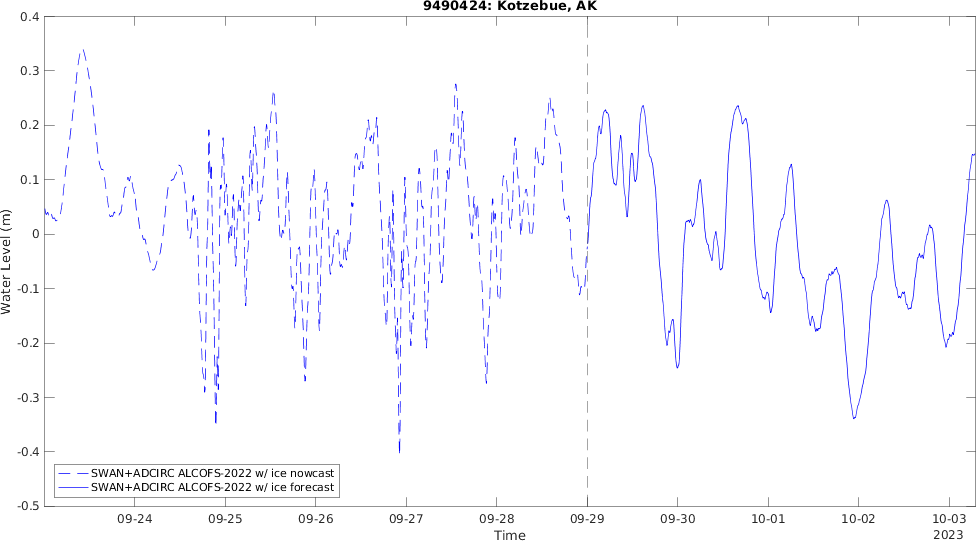 9490424: Kotzebue, AK
0.4
0.3
0.2
0.1
0
-0.1
-0.2
-0.3
-0.4
-0.5
Water Level (m)
SWAN+ADCIRC ALCOFS-2022 w/ ice nowcast
SWAN+ADCIRC ALCOFS-2022 w/ ice forecast
09-24 09-25 09-26 09-27 09-28 09-29 09-30 10-01 10-02 10-03
Time
2023